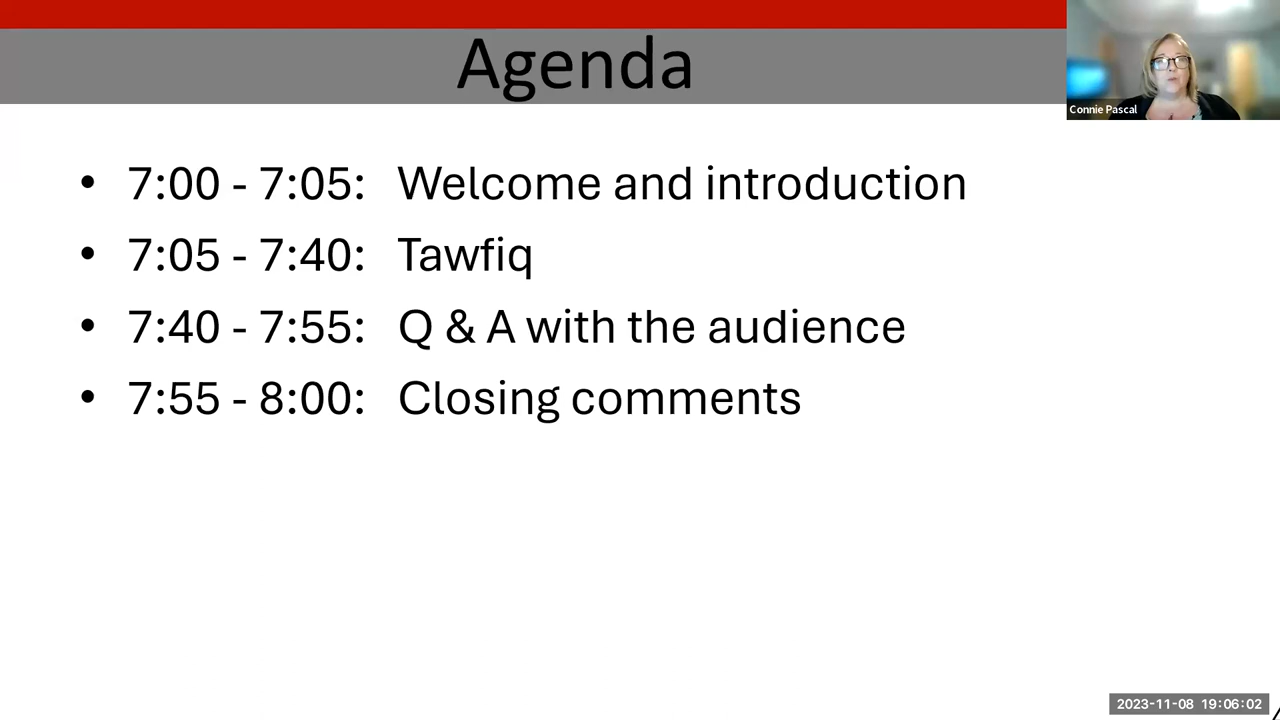 Agenda
Connie Pascal
• 7:00 - 7:05: Welcome and introduction
• 7:05 - 7:40: Tawfiq
• 7:40 - 7:55: Q & A with the audience
• 7:55 - 8:00: Closing comments
2023-11-08 19:06:02